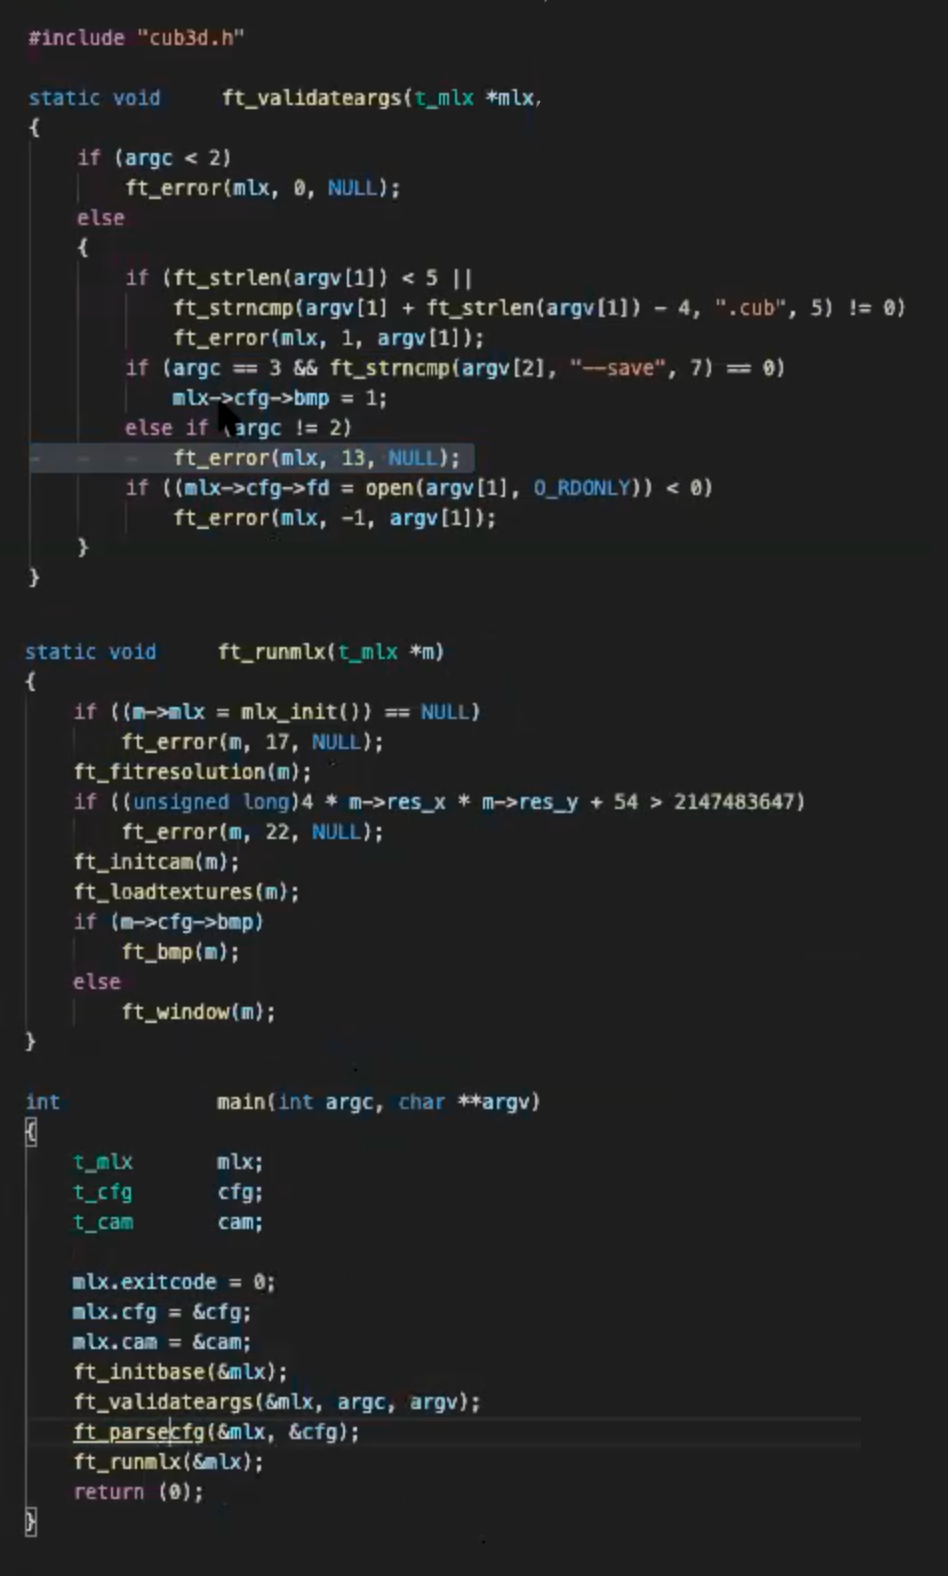 #include "cub3d.h"
static void ft_validateargs(t_mlx *mlx,
{
if (argc < 2)
ft_error(mlx, 0, NULL);
else
{
if (ft_strlen(argv[1]) < 5 ||
ft_strncmp(argv[1] + ft_strlen(argv[1]) - 4, ".cub", 5) != 0)
ft_error(mlx, 1, argv[1]);
if (argc == 3 && ft_strncmp(argv[2], "--save", 7) == 0)
mlx->cfg->bmp = 1;
else if (argc != 2)
ft_error(mlx, 13, NULL);
if ((mlx->cfg->fd = open(argv[1], O_RDONLY)) < 0)
ft_error(mlx, -1, argv[1]);
}
}
static void ft_runmlx(t_mlx *m)
{
if ((m->mlx = mlx_init()) == NULL)
ft_error(m, 17, NULL);
ft_fitresolution(m);
if ((unsigned long)4 * m->res_x * m->res_y + 54 > 2147483647)
ft_error(m, 22, NULL);
ft_initcam(m);
ft_loadtextures(m);
if (m->cfg->bmp)
ft_bmp(m);
else
ft_window(m);
}
int main(int argc, char **argv)
{
t_mlx mlx;
t_cfg cfg;
t_cam cam;
mlx.exitcode = 0;
mlx.cfg = &cfg;
mlx.cam = &cam;
ft_initbase(&mlx);
ft_validateargs(&mlx, argc, argv);
ft_parsecfg(&mlx, &cfg);
ft_runmlx(&mlx);
return (0);
}